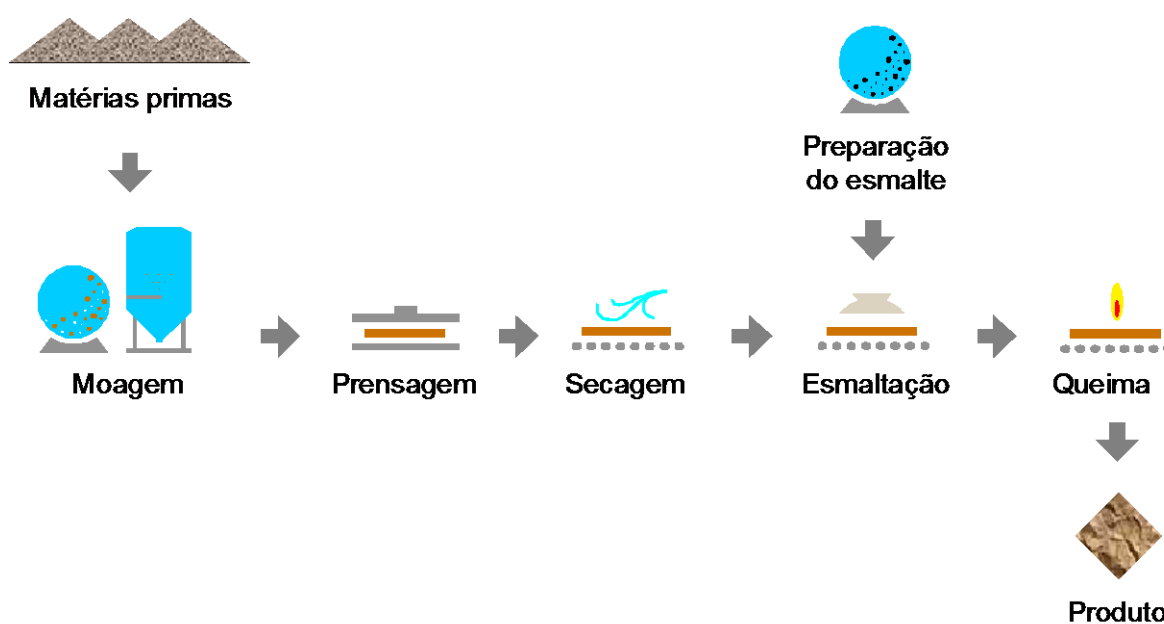 Matérias primas
Preparação
do esmalte
Moagem
Prensagem
Secagem
Esmaltação
Queima
Produto